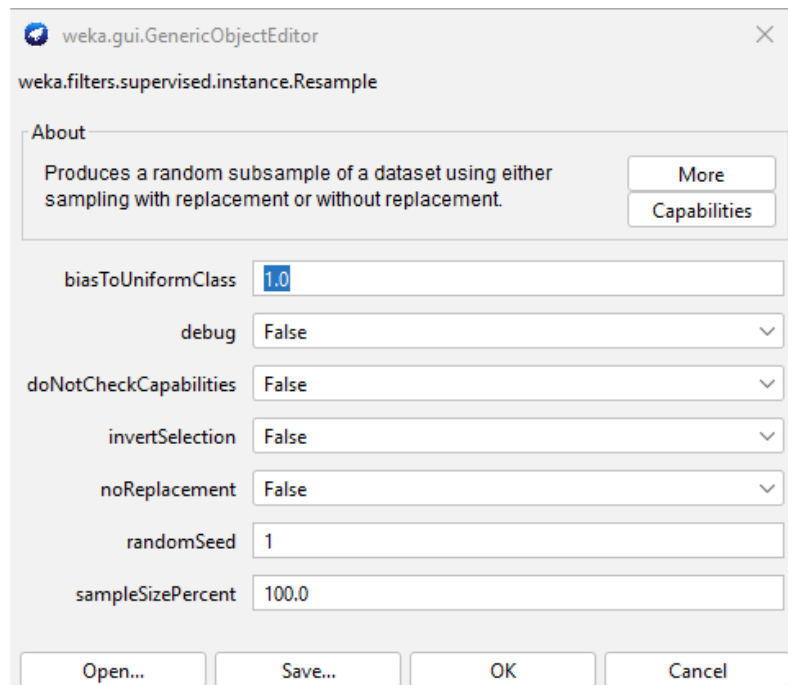 weka.gui.GenericObjectEditor
weka.filters.supervised.instance.Resample
About
Produces a random subsample of a dataset using either
sampling with replacement or without replacement.
More
Capabilities
biasToUniformClass 1.0
debug False
doNotCheckCapabilities False
invertSelection False
noReplacement False
randomSeed 1
sampleSizePercent 100.0
Open... Save... OK Cancel